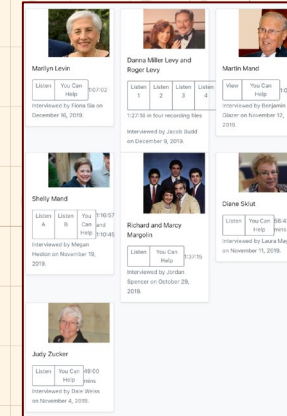 Marilyn Levin
Listen
You Can
Help
1:07:02
Interviewed by Fiona Sia on
December 16, 2019.
Danna Miller Levy and
Roger Levy
Listen
1
Listen
2
Listen
3
Listen
4
1:27:18 in four recording files
Interviewed by Jacob Budd
on December 9, 2019.
Martin Mand
View
You Can
Help
Interviewed by Benjamin
Glazer on November 12,
2019.
Shelly Mand
Listen
A
Listen
B
You
Can
Help
1:16:57
and
1:10:45
Interviewed by Megan
Heston on November 19,
2019.
Richard and Marcy
Margolin
Listen
You Can
Help
1:37:15
Interviewed by Jordan
Spencer on October 29,
2019.
Diane Sklut
Listen
You Can
Help
mins
Interviewed by Laura
on November 11, 2019.
Judy Zucker
Listen
You Can
Help
49:00
mins
Interviewed by Dale Weiss
on November 4, 2019.